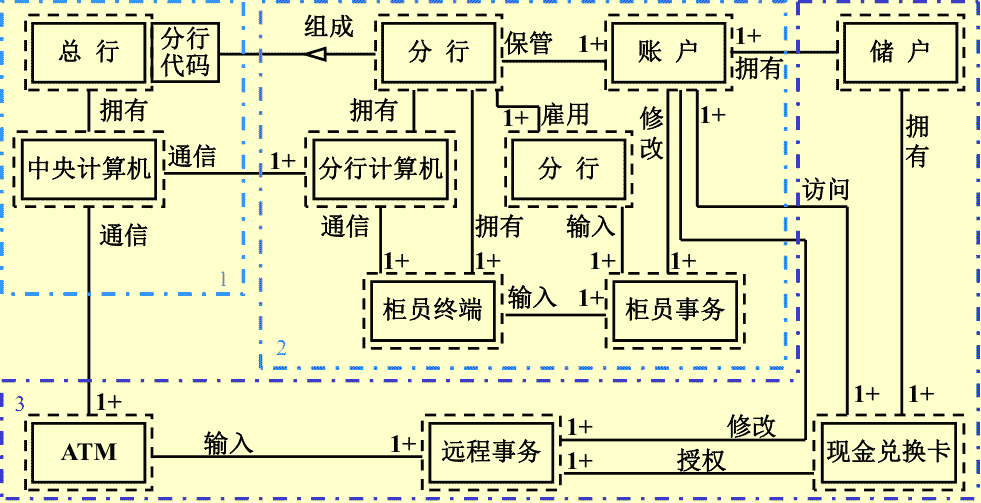 总 行
分行
代码
组成
分 行
保管
1+
账 户
1+
拥有
储 户
拥有
拥有
1+
雇用
修
改
1+
拥
有
中央计算机
通信
1+
分行计算机
分 行
访问
通信
通信
拥有
输入
1+
1+
1+
1+
1
柜员终端
输入
1+
柜员事务
2
3
1+
1+
1+
ATM
输入
1+
远程事务
1+
修改
1+
授权
现金兑换卡